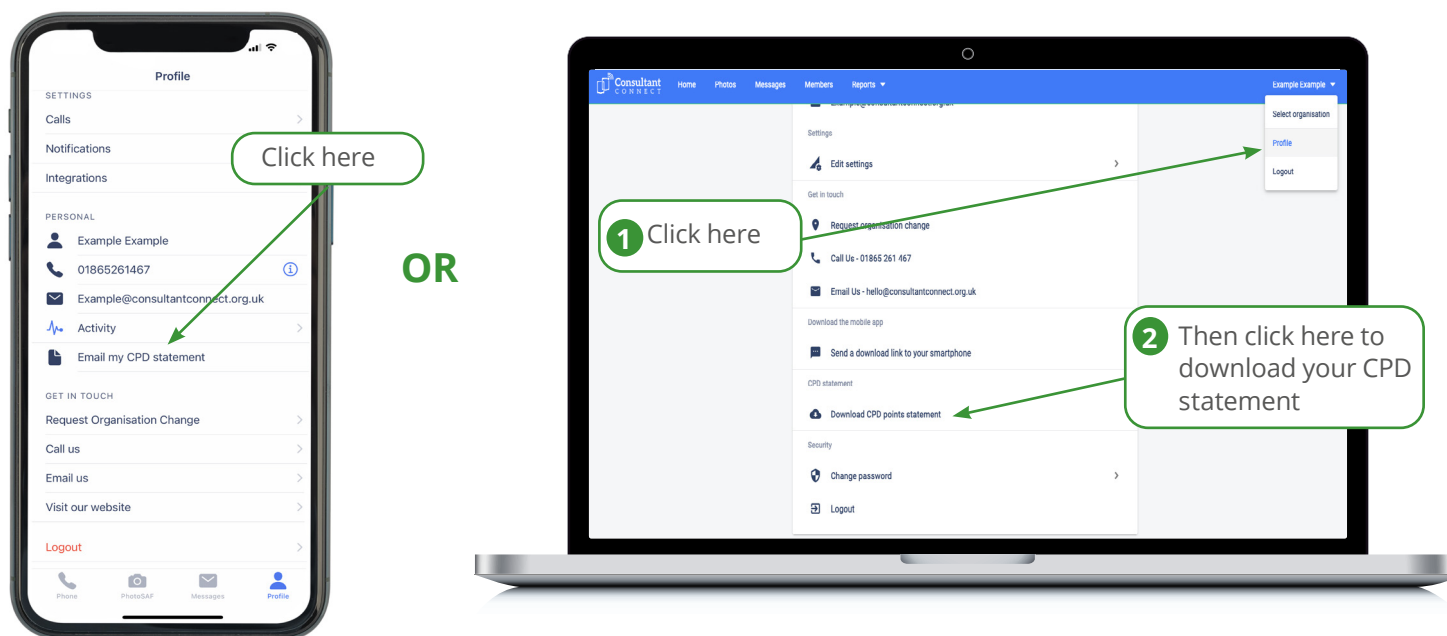 Profile
SETTINGS
Calls
Notifications
Integrations
Click here
PERSONAL
Example Example
01865261467
Example@consultantconnect.org.uk
Activity
Email my CPD statement
GET IN TOUCH
Request Organisation Change
Call us
Email us
Visit our website
Logout
Phone PhotoSAF Messages Profile
OR
Consultant
CONNECT
Home Photos Messages Members Reports Example Example
Select organisation
Profile
Logout
Settings
Edit settings
Get in touch
Request organisation change
1 Click here
Call Us - 01865 261 467
Email Us - hello@consultantconnect.org.uk
Download the mobile app
Send a download link to your smartphone
CPD statement
Download CPD points statement
2 Then click here to
download your CPD
statement
Security
Change password
Logout